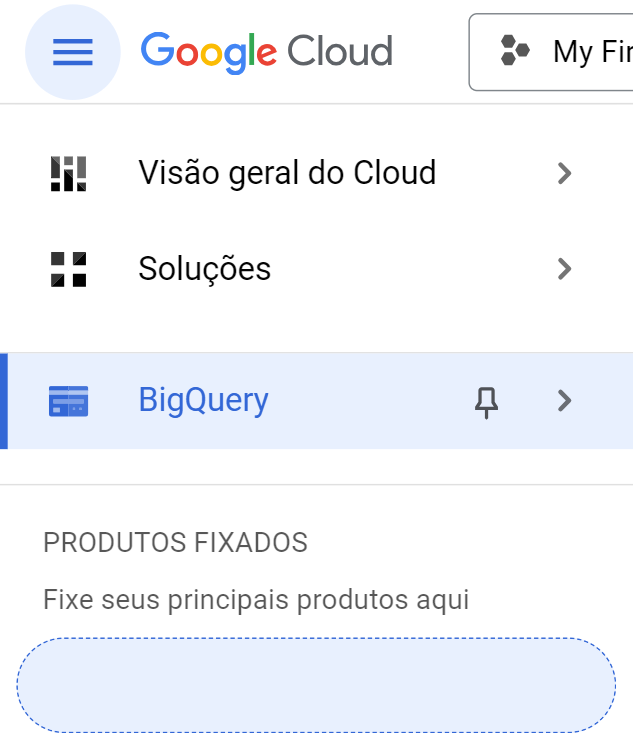 Google Cloud
My Fir
Visão geral do Cloud
Soluções
BigQuery
PRODUTOS FIXADOS
Fixe seus principais produtos aqui